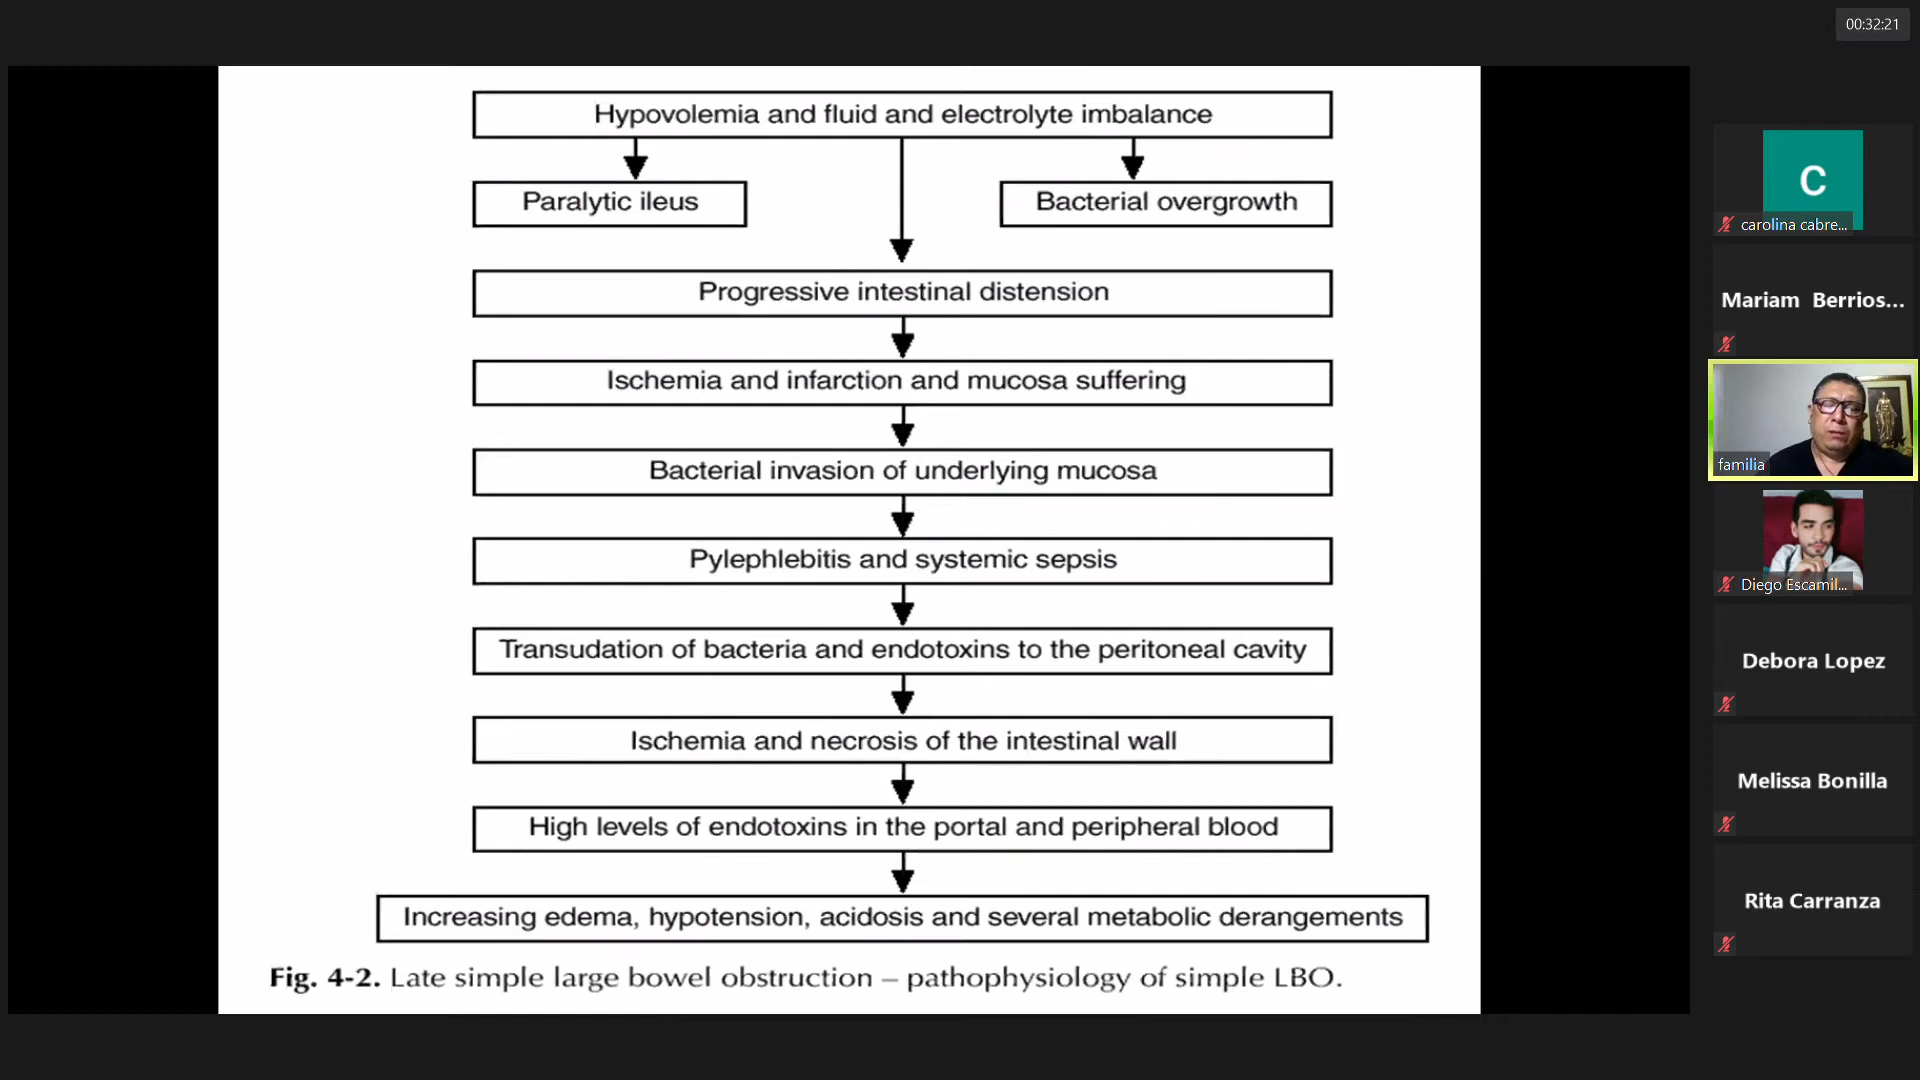 00:32:21
Hypovolemia and fluid and electrolyte imbalance
Paralytic ileus
Bacterial overgrowth
Progressive intestinal distension
Ischemia and infarction and mucosa suffering
Bacterial invasion of underlying mucosa
Pylephlebitis and systemic sepsis
Transudation of bacteria and endotoxins to the peritoneal cavity
Ischemia and necrosis of the intestinal wall
High levels of endotoxins in the portal and peripheral blood
Increasing edema, hypotension, acidosis and several metabolic derangements
Fig. 4-2. Late simple large bowel obstruction – pathophysiology of simple LBO.
C
carolina cabre...
Mariam Berrios...
familia
Diego Escamil...
Debora Lopez
Melissa Bonilla
Rita Carranza